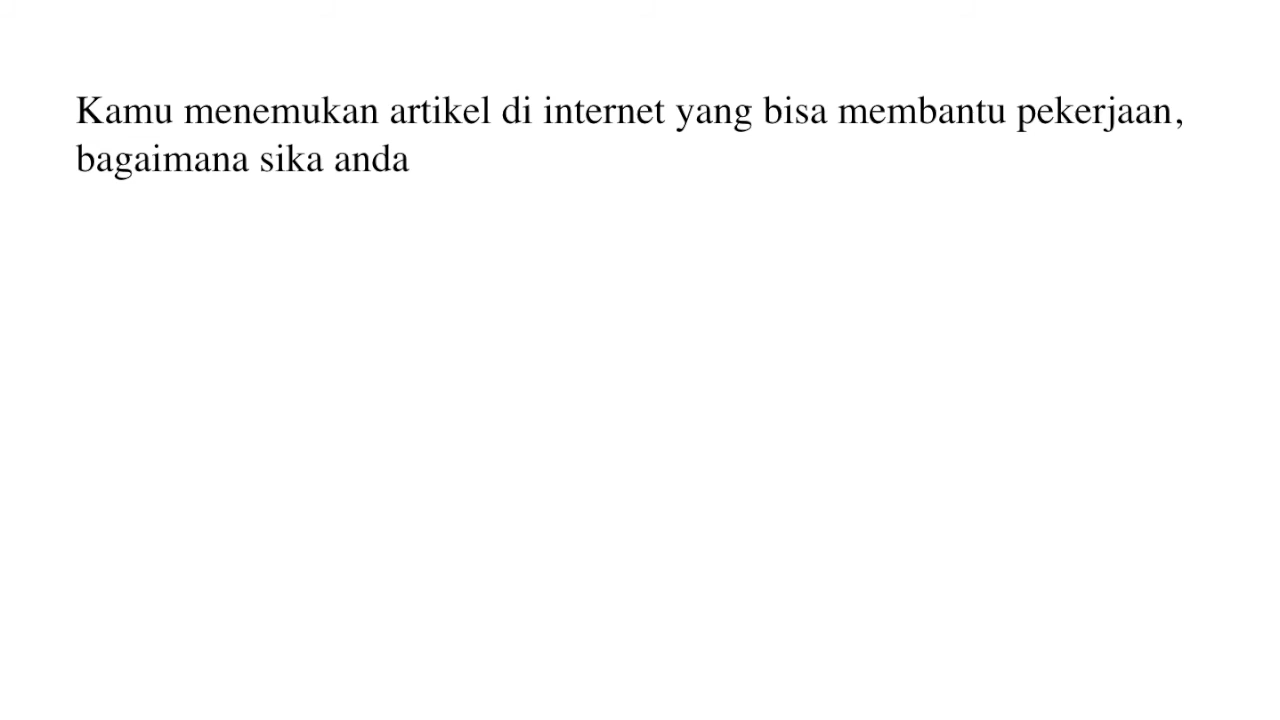 Kamu menemukan artikel di internet yang bisa membantu pekerjaan,
bagaimana sika anda